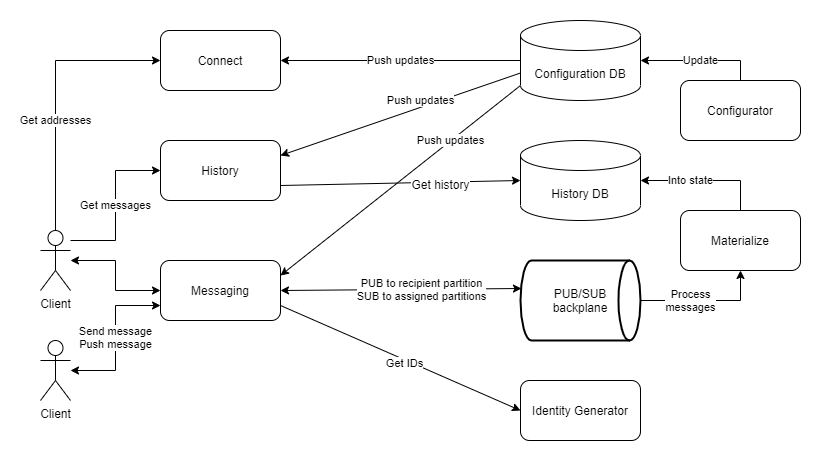 Connect
Push updates
Configuration DB
Update
Configurator
Get addresses
Push updates
Push updates
History
Get history
History DB
Into state
Get messages
Materialize
Client
Messaging
PUB to recipient partition
SUB to assigned partitions
PUB/SUB
backplane
Process
messages
Send message
Push message
Get IDs
Client
Identity Generator